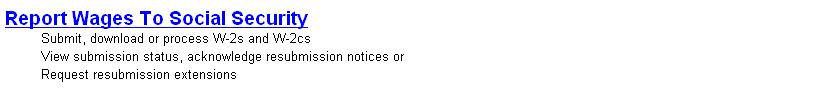 Report Wages To Social Security
Submit, download or process W-2s and W-2cs
View submission status, acknowledge resubmission notices or
Request resubmission extensions